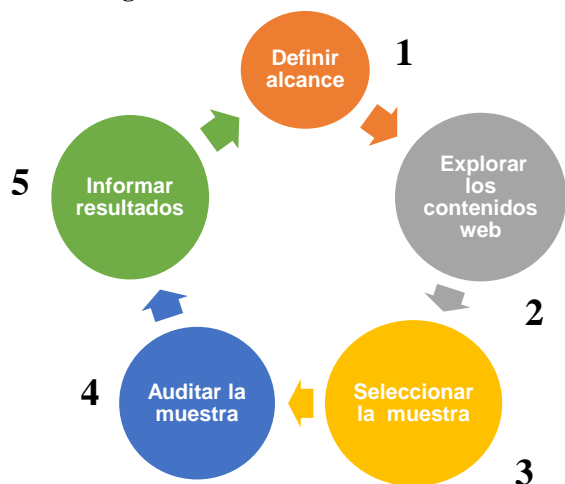 1
Definir
alcance
Explorar
los
contenidos
web
2
Seleccionar
la muestra
3
Auditar la
muestra
4
Informar
resultados
5